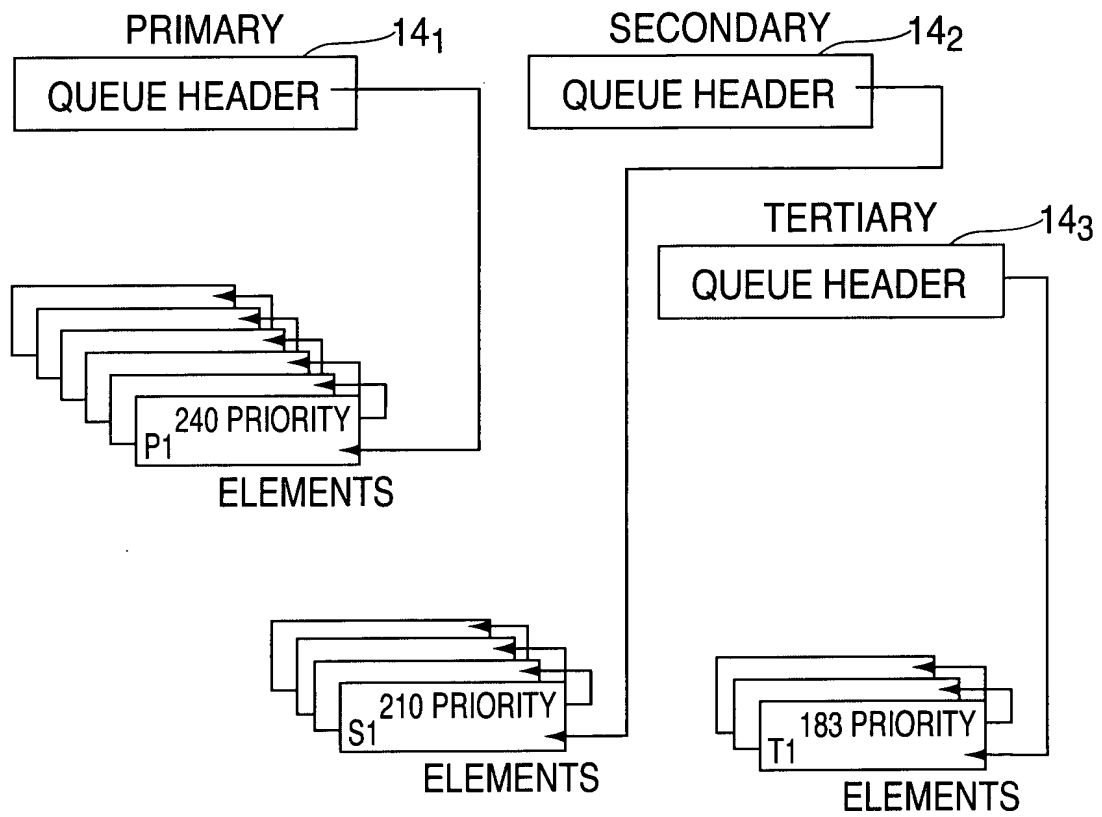 PRIMARY 14₁
QUEUE HEADER
SECONDARY 14₂
QUEUE HEADER
TERTIARY 14₃
QUEUE HEADER
240 PRIORITY
P1
ELEMENTS
210 PRIORITY
S1
ELEMENTS
183 PRIORITY
T1
ELEMENTS